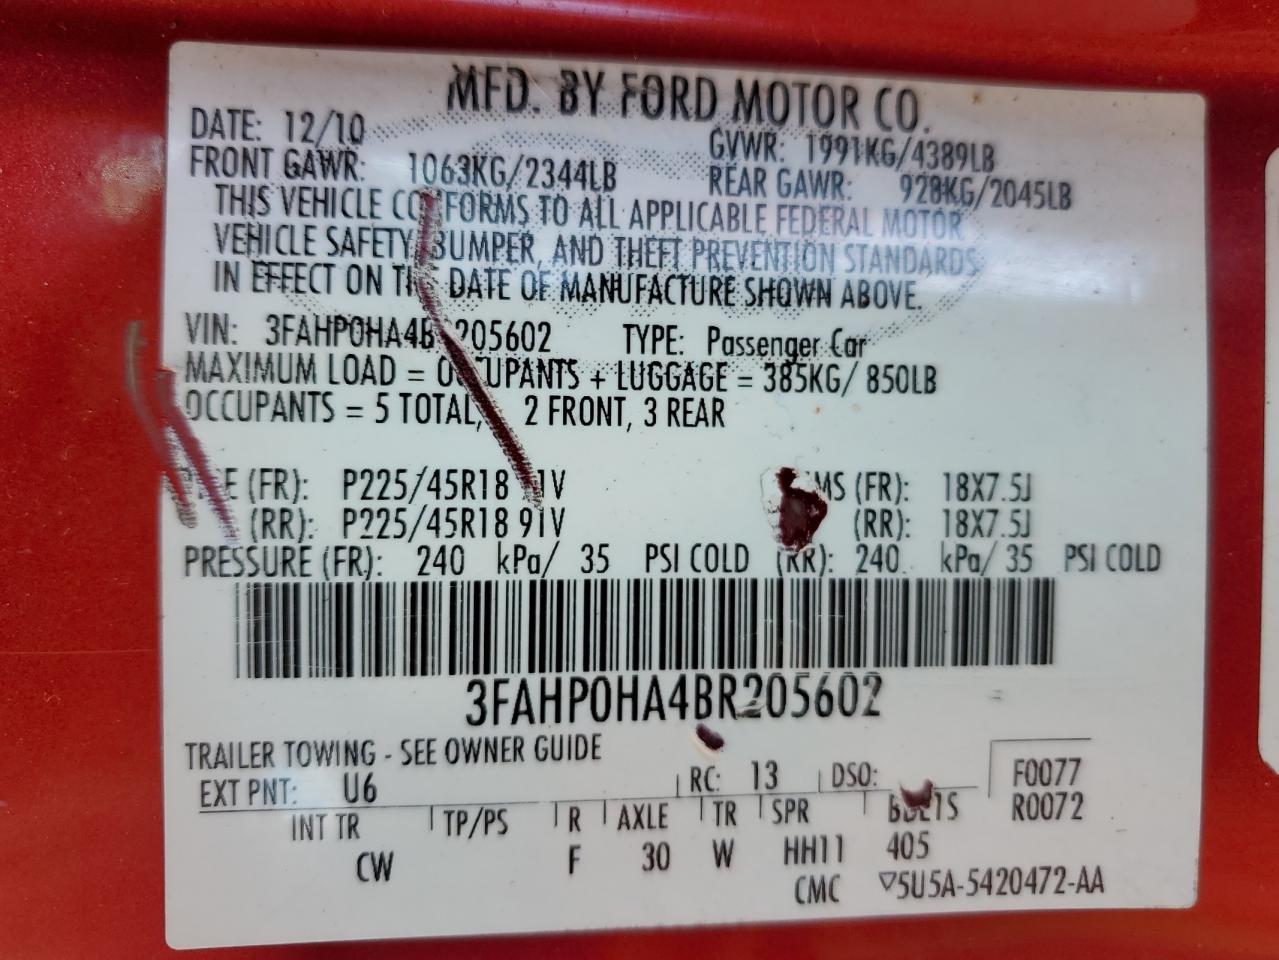 MFD. BY FORD MOTOR CO.
DATE: 12/10 GVWR: 1991KG/4389LB
FRONT GAWR: 1063KG/2344LB REAR GAWR: 928KG/2045LB
THIS VEHICLE CONFORMS TO ALL APPLICABLE FEDERAL MOTOR
VEHICLE SAFETY, BUMPER, AND THEFT PREVENTION STANDARDS
IN EFFECT ON THE DATE OF MANUFACTURE SHOWN ABOVE.
VIN: 3FAHP0HA4BR205602 TYPE: Passenger Car
MAXIMUM LOAD = OCCUPANTS + LUGGAGE = 385KG/ 850LB
OCCUPANTS = 5 TOTAL, 2 FRONT, 3 REAR
TIRE (FR): P225/45R18 91V RIMS (FR): 18X7.5J
(RR): P225/45R18 91V (RR): 18X7.5J
PRESSURE (FR): 240 kPa/ 35 PSI COLD (RR): 240 kPa/ 35 PSI COLD
3FAHP0HA4BR205602
TRAILER TOWING - SEE OWNER GUIDE
EXT PNT: U6 RC: 13 DSO: F0077
INT TR TP/PS R AXLE TR SPR R0072
CW F 30 W HH11 405
CMC ▽5U5A-5420472-AA